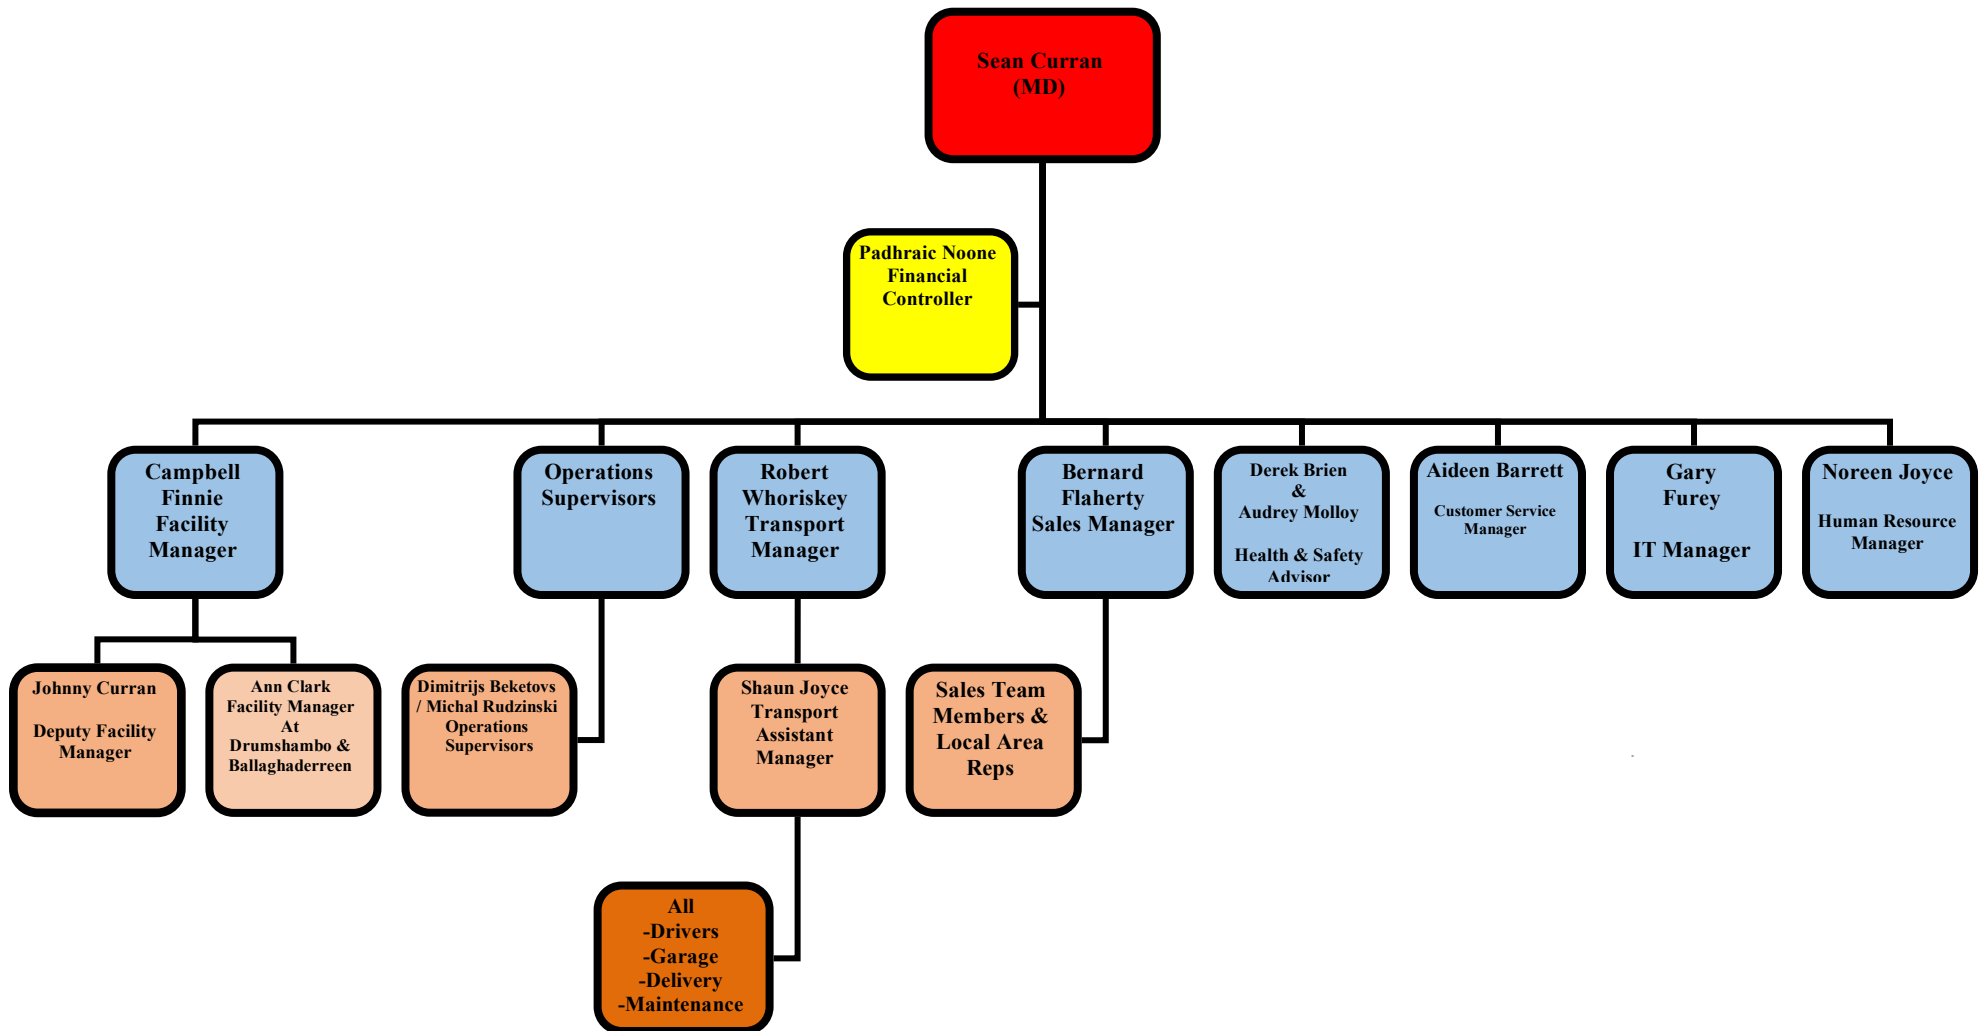 Sean Curran
(MD)
Padhraic Noone
Financial
Controller
Campbell
Finnie
Facility
Manager
Operations
Supervisors
Robert
Whoriskey
Transport
Manager
Bernard
Flaherty
Sales Manager
Derek Brien
&
Audrey Molloy
Health & Safety
Advisor
Aideen Barrett
Customer Service
Manager
Gary
Furey
IT Manager
Noreen Joyce
Human Resource
Manager
Johnny Curran
Deputy Facility
Manager
Ann Clark
Facility Manager
At
Drumshambo &
Ballaghaderreen
Dimitrijs Beketovs
/ Michal Rudzinski
Operations
Supervisors
Shaun Joyce
Transport
Assistant
Manager
Sales Team
Members &
Local Area
Reps
All
-Drivers
-Garage
-Delivery
-Maintenance